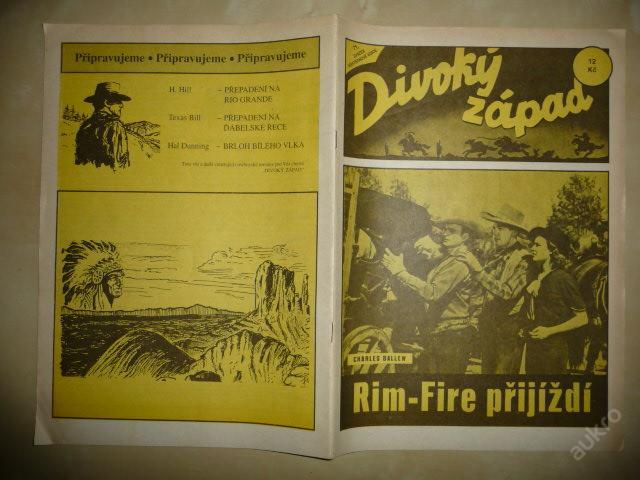 Připravujeme • Připravujeme • Připravujeme
H. Hill – PŘEPADENÍ NA
RIO GRANDE
Texas Bill – PŘEPADENÍ NA
ĎÁBELSKÉ ŘECE
Hal Dunning – BRLOH BÍLÉHO VLKA
„DIVOKÝ ZÁPAD"
71.
12
Kč
Divoký
západ
CHARLES BALLEW
Rim-Fire přijíždí
aukro